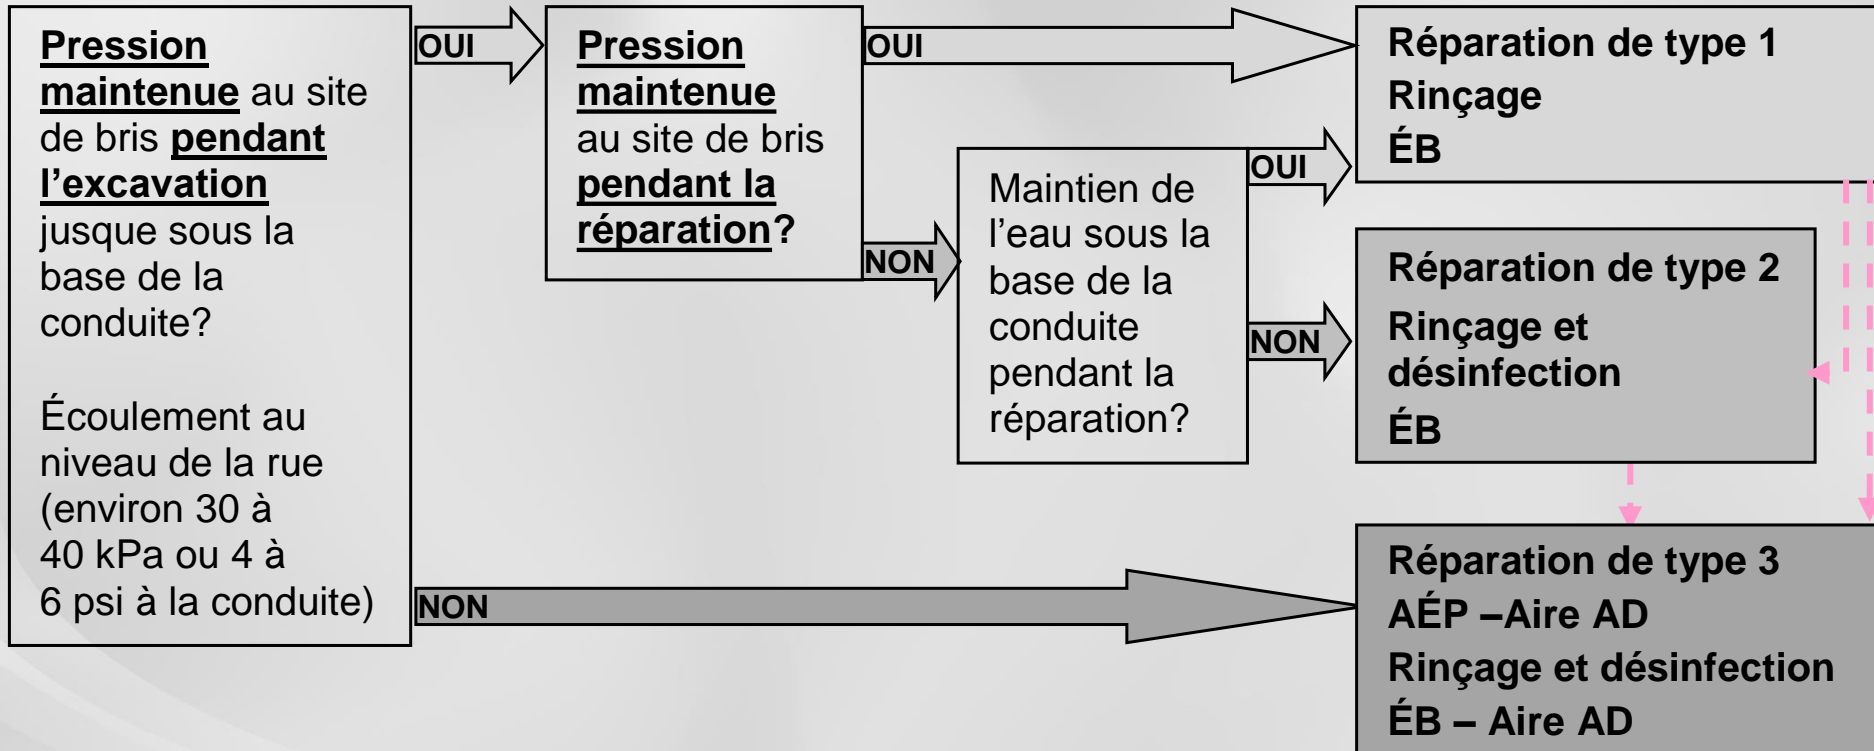 Pression
maintenue au site
de bris pendant
l'excavation
jusque sous la
base de la
conduite?
Écoulement au
niveau de la rue
(environ 30 à
40 kPa ou 4 à
6 psi à la conduite)
OUI
Pression
maintenue
au site de bris
pendant la
réparation?
OUI
NON
Maintien de
l'eau sous la
base de la
conduite
pendant la
réparation?
OUI
NON
Réparation de type 1
Rinçage
ÉB
Réparation de type 2
Rinçage et
désinfection
ÉB
NON
Réparation de type 3
AÉP –Aire AD
Rinçage et désinfection
ÉB – Aire AD